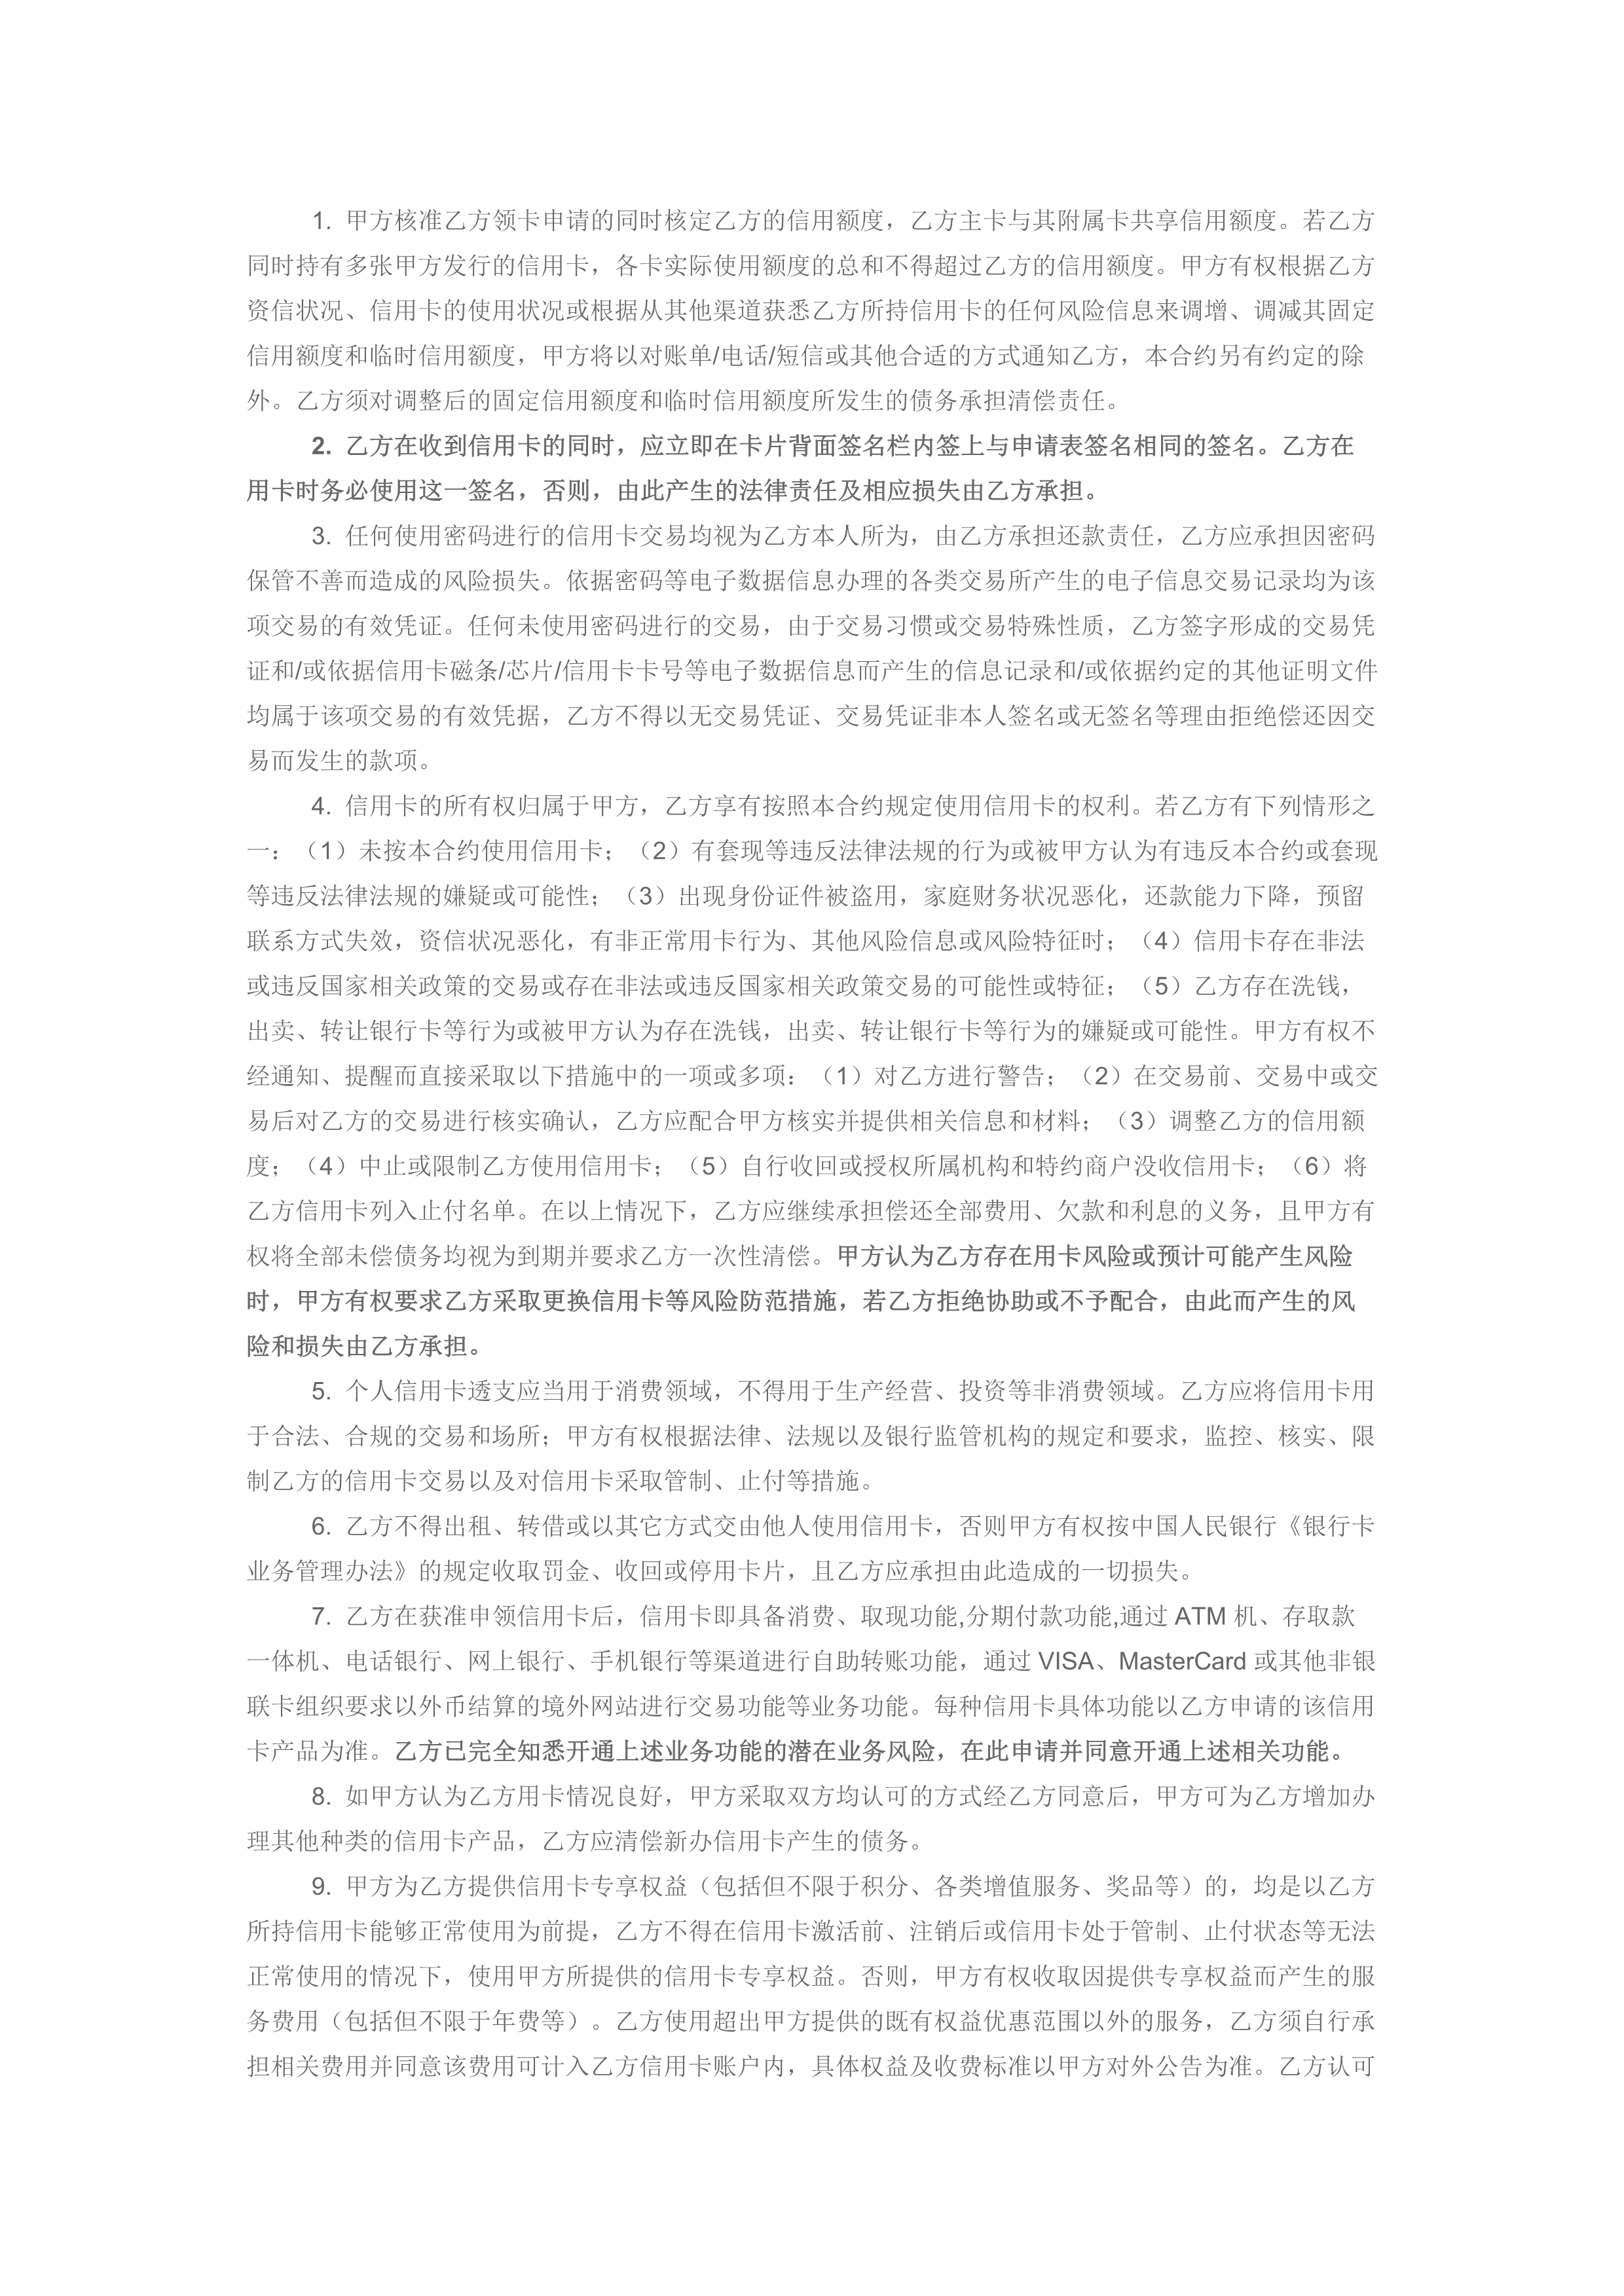 1. 甲方核准乙方领卡申请的同时核定乙方的信用额度，乙方主卡与其附属卡共享信用额度。若乙方
同时持有多张甲方发行的信用卡，各卡实际使用额度的总和不得超过乙方的信用额度。甲方有权根据乙方
资信状况、信用卡的使用状况或根据从其他渠道获悉乙方所持信用卡的任何风险信息来调增、调减其固定
信用额度和临时信用额度，甲方将以对账单/电话/短信或其他合适的方式通知乙方，本合约另有约定的除
外。乙方须对调整后的固定信用额度和临时信用额度所发生的债务承担清偿责任。
2. 乙方在收到信用卡的同时，应立即在卡片背面签名栏内签上与申请表签名相同的签名。乙方在
用卡时务必使用这一签名，否则，由此产生的法律责任及相应损失由乙方承担。
3. 任何使用密码进行的信用卡交易均视为乙方本人所为，由乙方承担还款责任，乙方应承担因密码
保管不善而造成的风险损失。依据密码等电子数据信息办理的各类交易所产生的电子信息交易记录均为该
项交易的有效凭证。任何未使用密码进行的交易，由于交易习惯或交易特殊性质，乙方签字形成的交易凭
证和/或依据信用卡磁条/芯片/信用卡卡号等电子数据信息而产生的信息记录和/或依据约定的其他证明文件
均属于该项交易的有效凭据，乙方不得以无交易凭证、交易凭证非本人签名或无签名等理由拒绝偿还因交
易而发生的款项。
4. 信用卡的所有权归属于甲方，乙方享有按照本合约规定使用信用卡的权利。若乙方有下列情形之
一：（1）未按本合约使用信用卡；（2）有套现等违反法律法规的行为或被甲方认为有违反本合约或套现
等违反法律法规的嫌疑或可能性；（3）出现身份证件被盗用，家庭财务状况恶化，还款能力下降，预留
联系方式失效，资信状况恶化，有非正常用卡行为、其他风险信息或风险特征时；（4）信用卡存在非法
或违反国家相关政策的交易或存在非法或违反国家相关政策交易的可能性或特征；（5）乙方存在洗钱，
出卖、转让银行卡等行为或被甲方认为存在洗钱，出卖、转让银行卡等行为的嫌疑或可能性。甲方有权不
经通知、提醒而直接采取以下措施中的一项或多项：（1）对乙方进行警告；（2）在交易前、交易中或交
易后对乙方的交易进行核实确认，乙方应配合甲方核实并提供相关信息和材料；（3）调整乙方的信用额
度；（4）中止或限制乙方使用信用卡；（5）自行收回或授权所属机构和特约商户没收信用卡；（6）将
乙方信用卡列入止付名单。在以上情况下，乙方应继续承担偿还全部费用、欠款和利息的义务，且甲方有
权将全部未偿债务均视为到期并要求乙方一次性清偿。甲方认为乙方存在用卡风险或预计可能产生风险
时，甲方有权要求乙方采取更换信用卡等风险防范措施，若乙方拒绝协助或不予配合，由此而产生的风
险和损失由乙方承担。
5. 个人信用卡透支应当用于消费领域，不得用于生产经营、投资等非消费领域。乙方应将信用卡用
于合法、合规的交易和场所；甲方有权根据法律、法规以及银行监管机构的规定和要求，监控、核实、限
制乙方的信用卡交易以及对信用卡采取管制、止付等措施。
6. 乙方不得出租、转借或以其它方式交由他人使用信用卡，否则甲方有权按中国人民银行《银行卡
业务管理办法》的规定收取罚金、收回或停用卡片，且乙方应承担由此造成的一切损失。
7. 乙方在获准申领信用卡后，信用卡即具备消费、取现功能,分期付款功能,通过 ATM 机、存取款
一体机、电话银行、网上银行、手机银行等渠道进行自助转账功能，通过 VISA、MasterCard 或其他非银
联卡组织要求以外币结算的境外网站进行交易功能等业务功能。每种信用卡具体功能以乙方申请的该信用
卡产品为准。乙方已完全知悉开通上述业务功能的潜在业务风险，在此申请并同意开通上述相关功能。
8. 如甲方认为乙方用卡情况良好，甲方采取双方均认可的方式经乙方同意后，甲方可为乙方增加办
理其他种类的信用卡产品，乙方应清偿新办信用卡产生的债务。
9. 甲方为乙方提供信用卡专享权益（包括但不限于积分、各类增值服务、奖品等）的，均是以乙方
所持信用卡能够正常使用为前提，乙方不得在信用卡激活前、注销后或信用卡处于管制、止付状态等无法
正常使用的情况下，使用甲方所提供的信用卡专享权益。否则，甲方有权收取因提供专享权益而产生的服
务费用（包括但不限于年费等）。乙方使用超出甲方提供的既有权益优惠范围以外的服务，乙方须自行承
担相关费用并同意该费用可计入乙方信用卡账户内，具体权益及收费标准以甲方对外公告为准。乙方认可